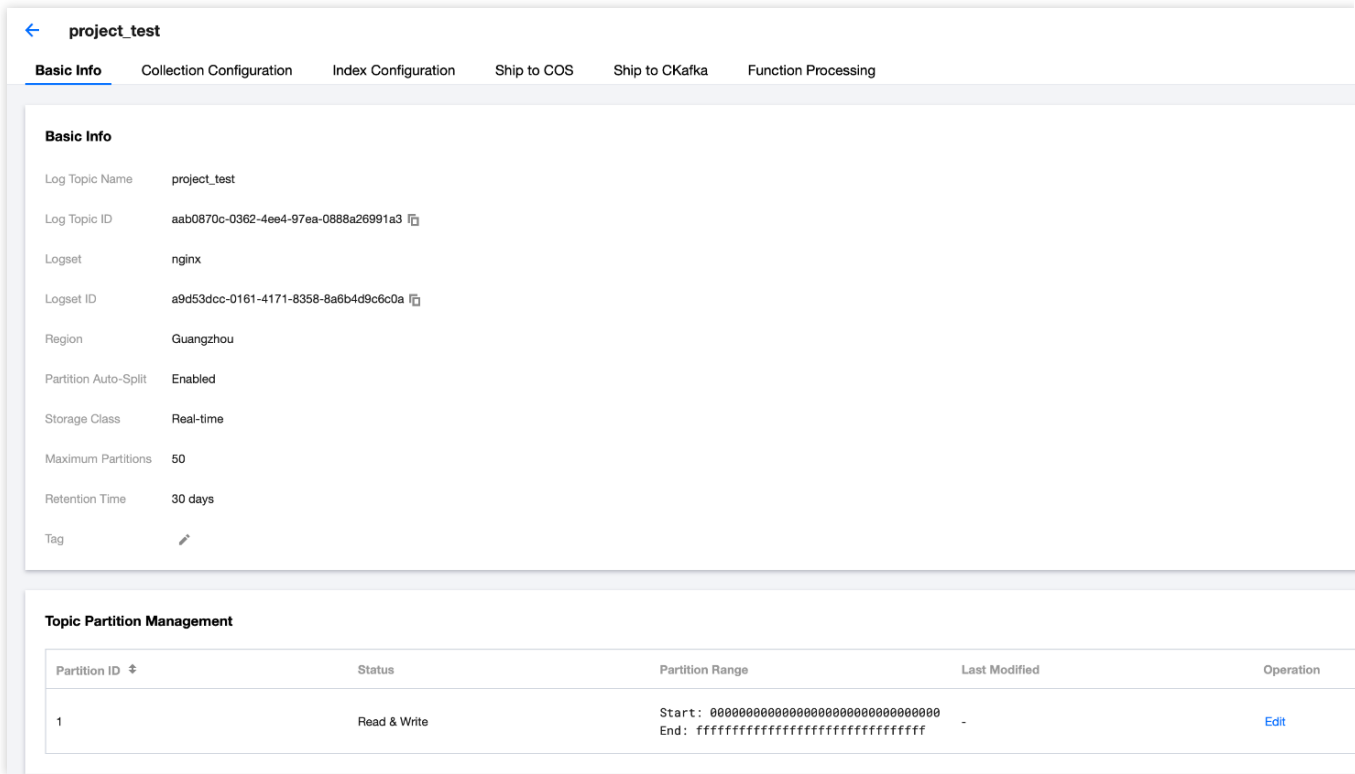 project_test
Basic Info Collection Configuration Index Configuration Ship to COS Ship to CKafka Function Processing
Basic Info
Log Topic Name project_test
Log Topic ID aab0870c-0362-4ee4-97ea-0888a26991a3
Logset nginx
Logset ID a9d53dcc-0161-4171-8358-8a6b4d9c6c0a
Region Guangzhou
Partition Auto-Split Enabled
Storage Class Real-time
Maximum Partitions 50
Retention Time 30 days
Tag
Topic Partition Management
Partition ID Status Partition Range Last Modified Operation
1 Read & Write Start: 00000000000000000000000000000000 - Edit
End: ffffffffffffffffffffffffffffffff